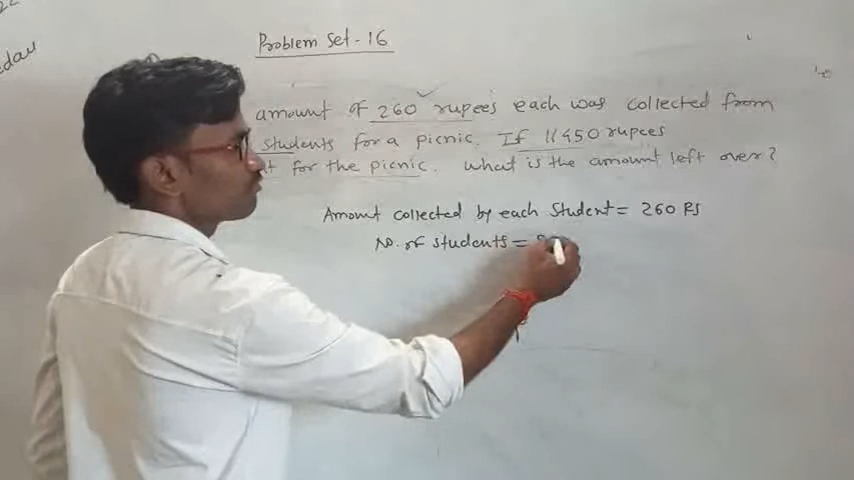 Problem Set-16
amount of 260 rupees each was collected from
students for a picnic. If 11450 rupees
t for the picnic. What is the amount left over?
Amount collected by each Student = 260 RS
No. of students =